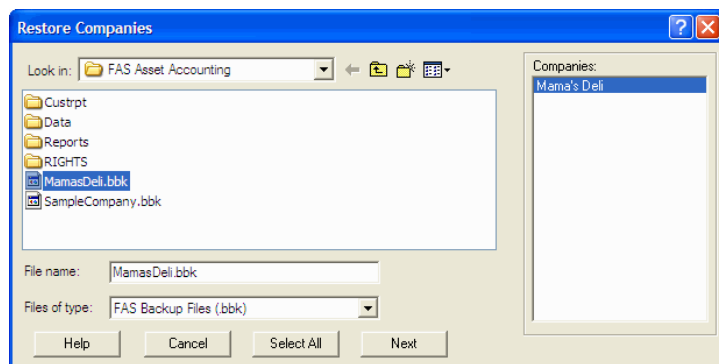 Restore Companies
Look in: FAS Asset Accounting
Custrpt
Data
Reports
RIGHTS
MamasDeli.bbk
SampleCompany.bbk
File name: MamasDeli.bbk
Files of type: FAS Backup Files (.bbk)
Help Cancel Select All Next
Companies:
Mama's Deli